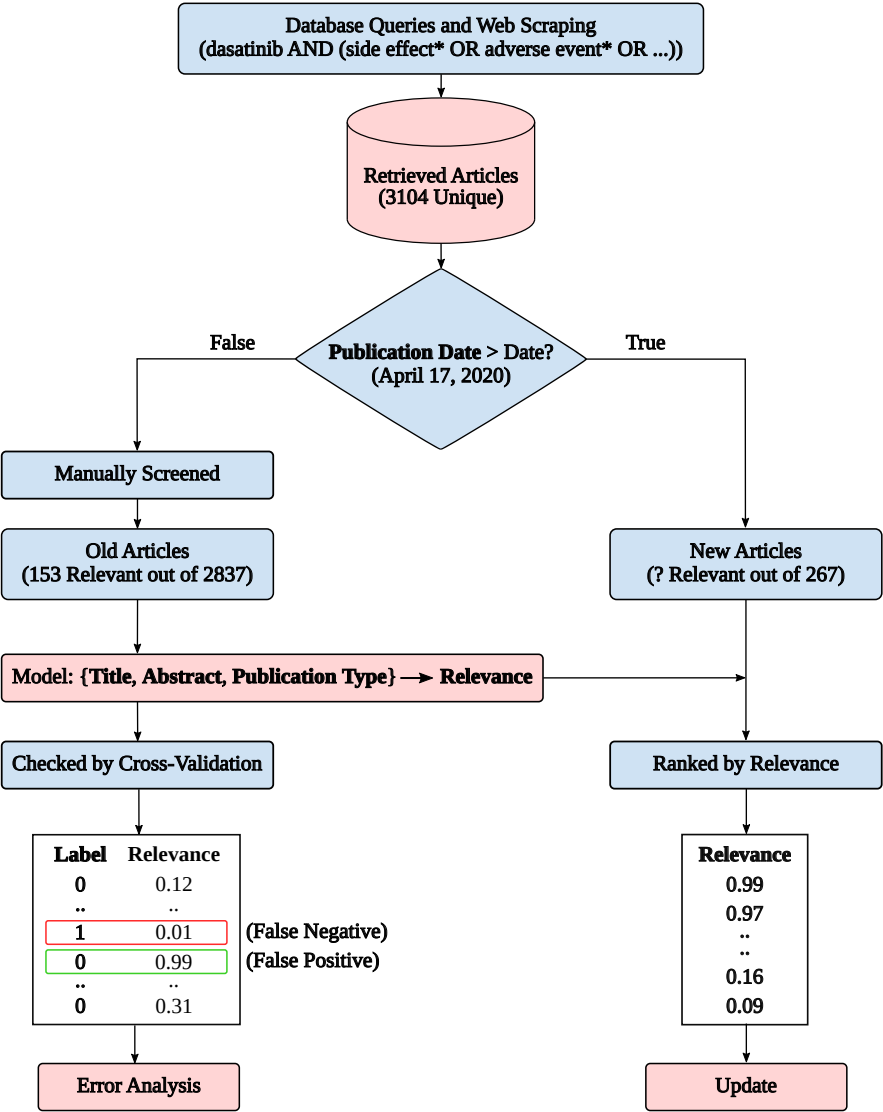 Database Queries and Web Scraping
(dasatinib AND (side effect* OR adverse event* OR ...))
Retrieved Articles
(3104 Unique)
False
True
Publication Date > Date?
(April 17, 2020)
Manually Screened
Old Articles
(153 Relevant out of 2837)
New Articles
(? Relevant out of 267)
Model: {Title, Abstract, Publication Type} → Relevance
Checked by Cross-Validation
Ranked by Relevance
Label Relevance
0 0.12
.. ..
1 0.01 (False Negative)
0 0.99 (False Positive)
.. ..
0 0.31
Relevance
0.99
0.97
..
..
0.16
0.09
Error Analysis
Update